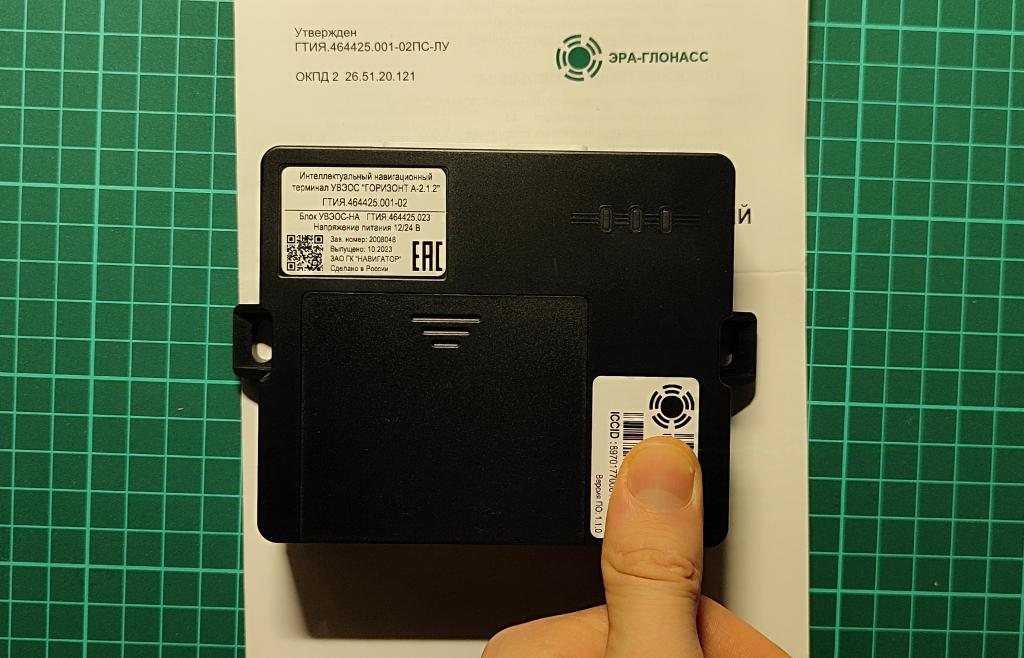 Утвержден
ГТИЯ.464425.001-02ПС-ЛУ
ОКПД 2 26.51.20.121
ЭРА-ГЛОНАСС
Й
Интеллектуальный навигационный
терминал УВЭОС "ГОРИЗОНТ А-2.1.2"
ГТИЯ.464425.001-02
Блок УВЭОС-НА ГТИЯ.464425.023
Напряжение питания 12/24 В
Зав. номер: 2008048
Выпущено: 10.2023
ЗАО ГК "НАВИГАТОР"
Сделано в России
EAC
ICCID : 89701770
Версия ПО: 1.1.0